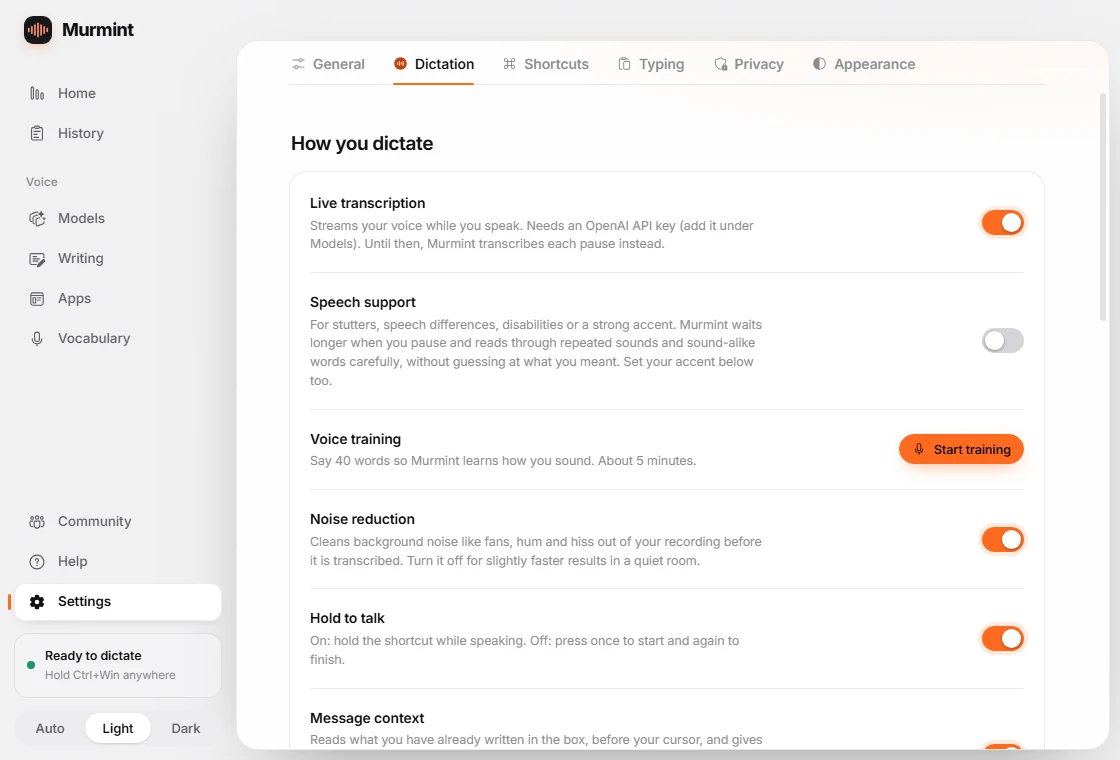 Murmint
Home
History
Voice
Models
Writing
Apps
Vocabulary
Community
Help
Settings
Ready to dictate
Hold Ctrl+Win anywhere
Auto
Light
Dark
General
Dictation
Shortcuts
Typing
Privacy
Appearance
How you dictate
Live transcription
Streams your voice while you speak. Needs an OpenAI API key (add it under
Models). Until then, Murmint transcribes each pause instead.
Speech support
For stutters, speech differences, disabilities or a strong accent. Murmint waits
longer when you pause and reads through repeated sounds and sound-alike
words carefully, without guessing at what you meant. Set your accent below
too.
Voice training
Say 40 words so Murmint learns how you sound. About 5 minutes.
Start training
Noise reduction
Cleans background noise like fans, hum and hiss out of your recording before
it is transcribed. Turn it off for slightly faster results in a quiet room.
Hold to talk
On: hold the shortcut while speaking. Off: press once to start and again to
finish.
Message context
Reads what you have already written in the box, before your cursor, and gives